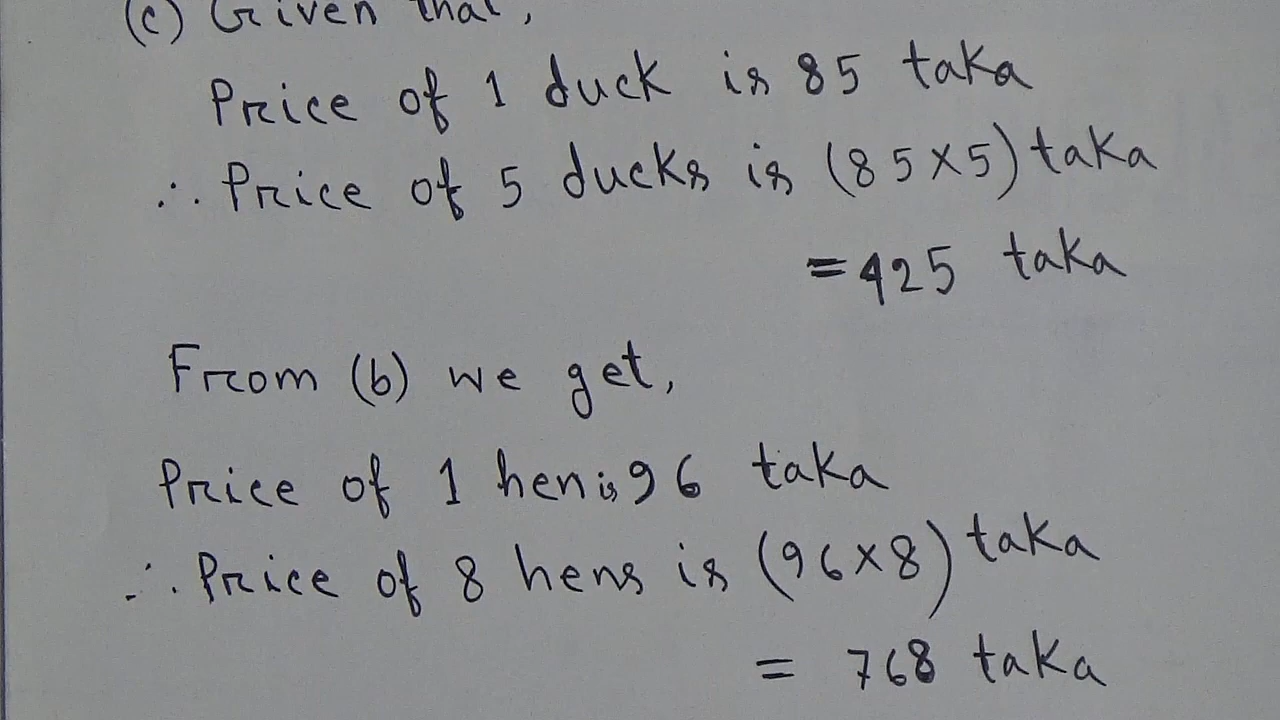 (c) Given that,
Price of 1 duck is 85 taka
∴ Price of 5 ducks is (85×5) taka
= 425 taka
From (b) we get,
Price of 1 hen is 96 taka
∴ Price of 8 hens is (96×8) taka
= 768 taka